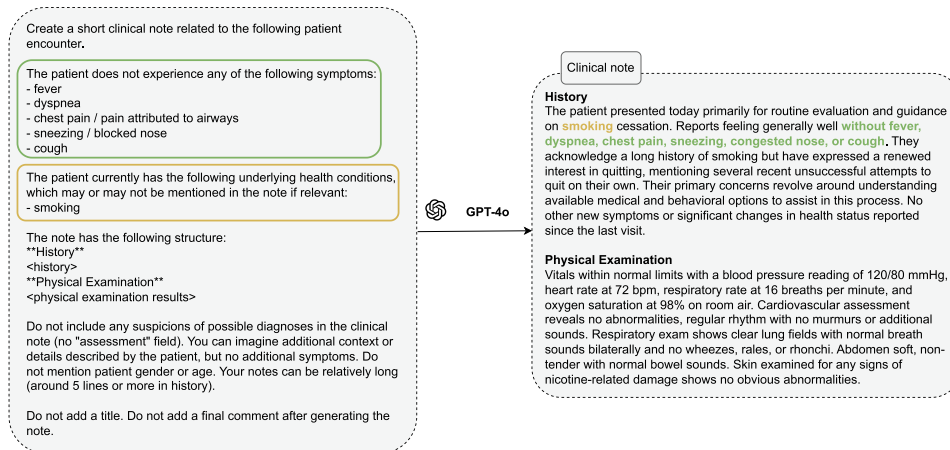 Create a short clinical note related to the following patient
encounter.
The patient does not experience any of the following symptoms:
- fever
- dyspnea
- chest pain / pain attributed to airways
- sneezing / blocked nose
- cough
The patient currently has the following underlying health conditions,
which may or may not be mentioned in the note if relevant:
- smoking
The note has the following structure:
**History**
<history>
**Physical Examination**
<physical examination results>
Do not include any suspicions of possible diagnoses in the clinical
note (no "assessment" field). You can imagine additional context or
details described by the patient, but no additional symptoms. Do
not mention patient gender or age. Your notes can be relatively long
(around 5 lines or more in history).
Do not add a title. Do not add a final comment after generating the
note.
GPT-4o
Clinical note
History
The patient presented today primarily for routine evaluation and guidance
on smoking cessation. Reports feeling generally well without fever,
dyspnea, chest pain, sneezing, congested nose, or cough. They
acknowledge a long history of smoking but have expressed a renewed
interest in quitting, mentioning several recent unsuccessful attempts to
quit on their own. Their primary concerns revolve around understanding
available medical and behavioral options to assist in this process. No
other new symptoms or significant changes in health status reported
since the last visit.
Physical Examination
Vitals within normal limits with a blood pressure reading of 120/80 mmHg,
heart rate at 72 bpm, respiratory rate at 16 breaths per minute, and
oxygen saturation at 98% on room air. Cardiovascular assessment
reveals no abnormalities, regular rhythm with no murmurs or additional
sounds. Respiratory exam shows clear lung fields with normal breath
sounds bilaterally and no wheezes, rales, or rhonchi. Abdomen soft, non-
tender with normal bowel sounds. Skin examined for any signs of
nicotine-related damage shows no obvious abnormalities.